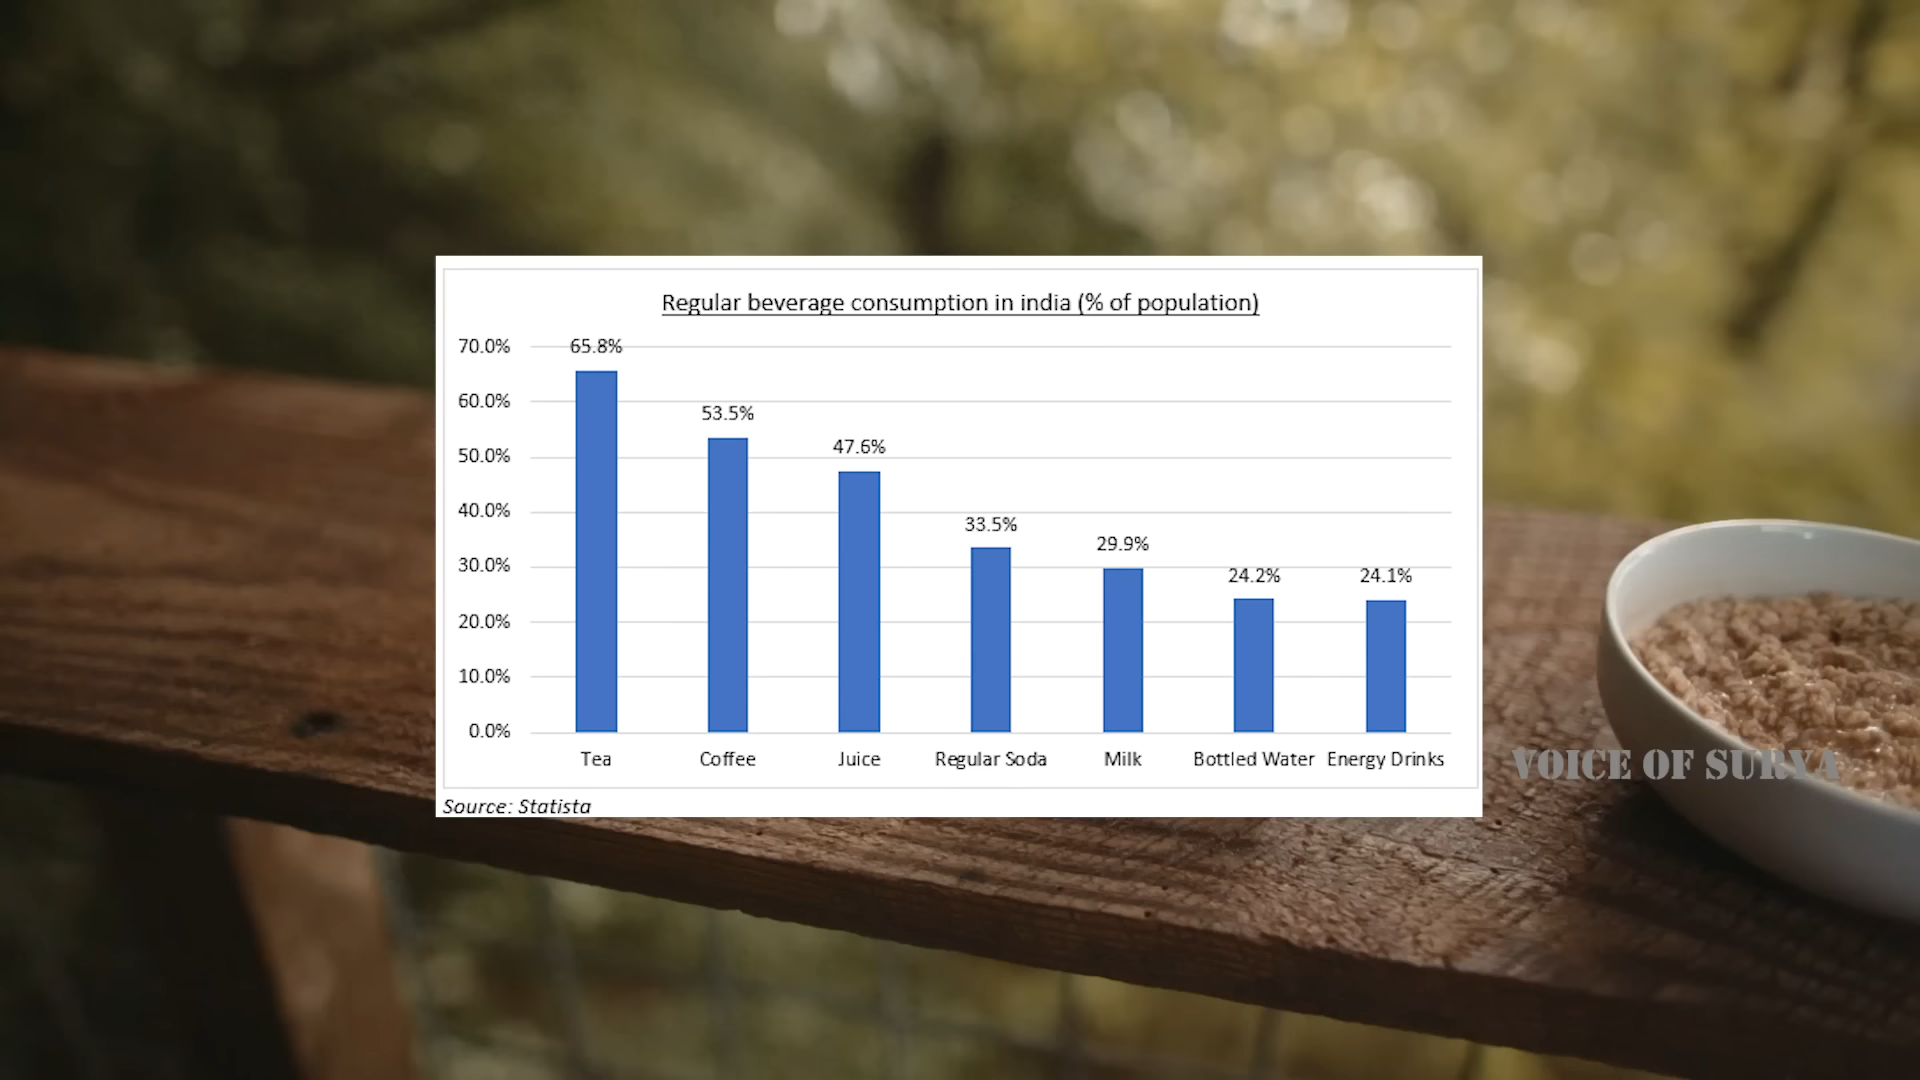 Regular beverage consumption in india (% of population)
70.0%
60.0%
50.0%
40.0%
30.0%
20.0%
10.0%
0.0%
65.8%
53.5%
47.6%
33.5%
29.9%
24.2%
24.1%
Tea
Coffee
Juice
Regular Soda
Milk
Bottled Water
Energy Drinks
Source: Statista
VOICE OF SURYA